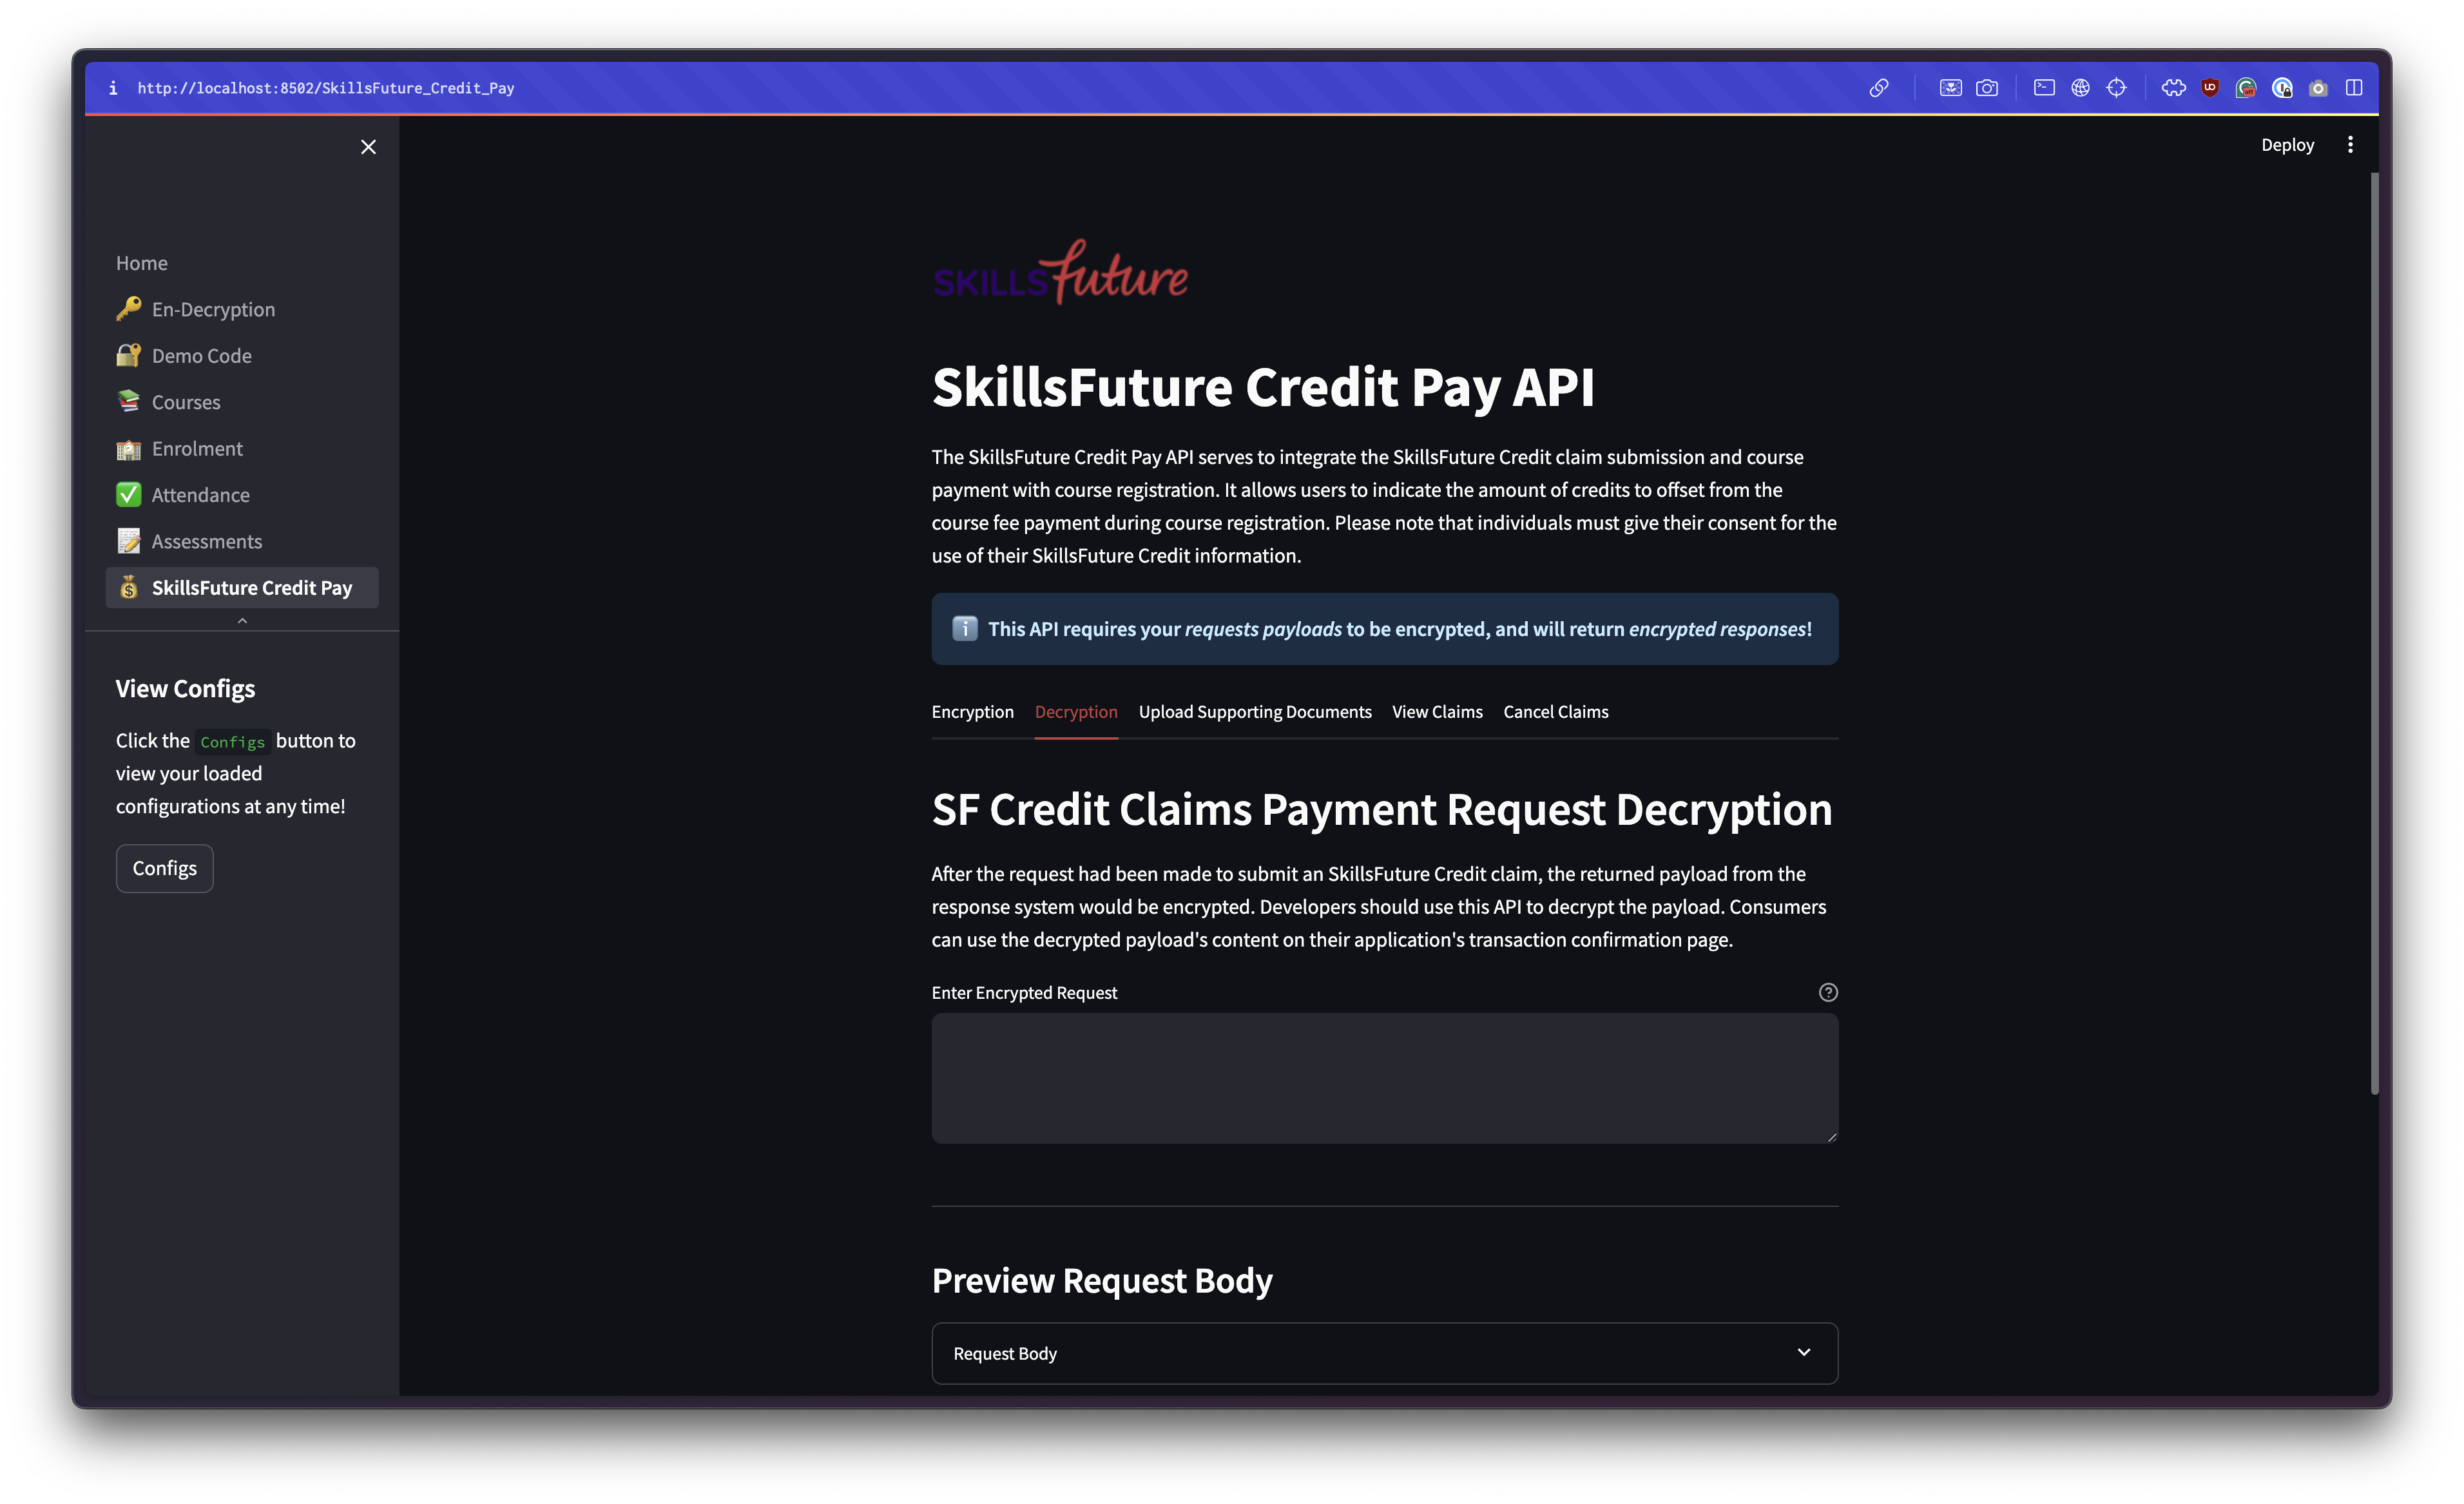 http://localhost:8502/SkillsFuture_Credit_Pay
Deploy
Home
En-Decryption
Demo Code
Courses
Enrolment
Attendance
Assessments
SkillsFuture Credit Pay
View Configs
Click the Configs button to
view your loaded
configurations at any time!
Configs
SKILLSfuture
SkillsFuture Credit Pay API
The SkillsFuture Credit Pay API serves to integrate the SkillsFuture Credit claim submission and course
payment with course registration. It allows users to indicate the amount of credits to offset from the
course fee payment during course registration. Please note that individuals must give their consent for the
use of their SkillsFuture Credit information.
This API requires your requests payloads to be encrypted, and will return encrypted responses!
Encryption Decryption Upload Supporting Documents View Claims Cancel Claims
SF Credit Claims Payment Request Decryption
After the request had been made to submit an SkillsFuture Credit claim, the returned payload from the
response system would be encrypted. Developers should use this API to decrypt the payload. Consumers
can use the decrypted payload's content on their application's transaction confirmation page.
Enter Encrypted Request
Preview Request Body
Request Body